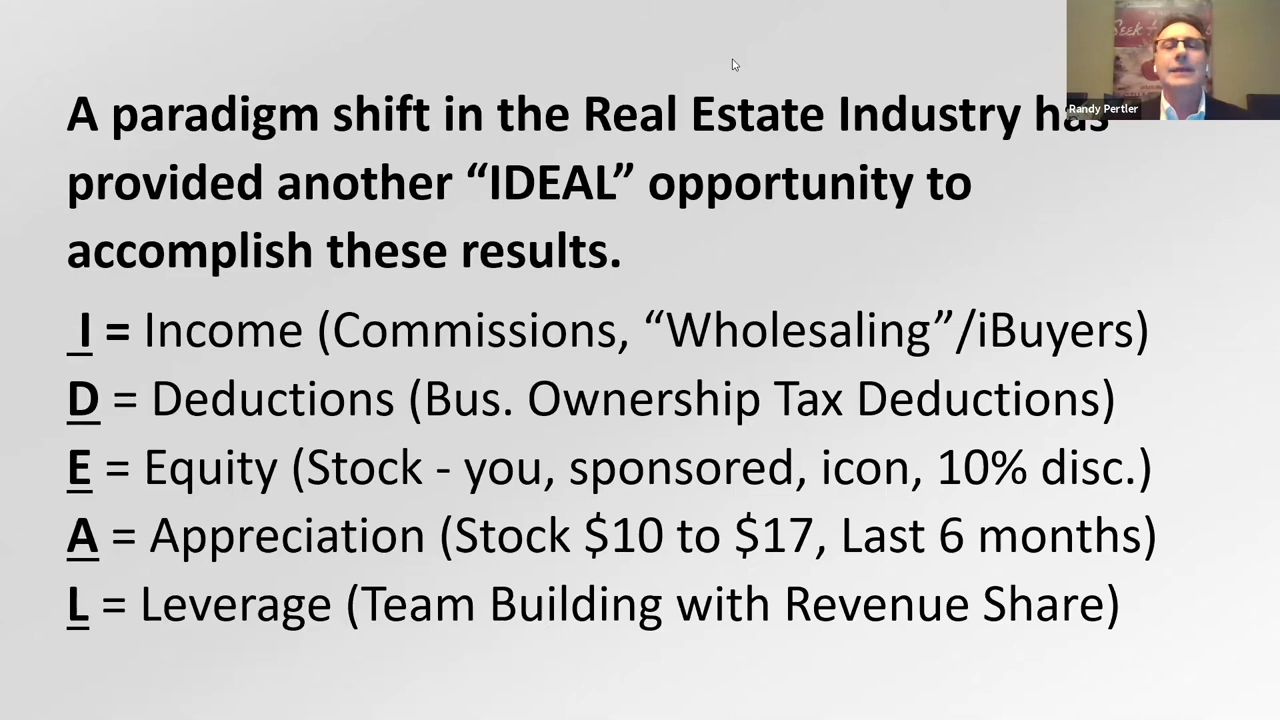 A paradigm shift in the Real Estate Industry has
provided another “IDEAL” opportunity to
accomplish these results.
I = Income (Commissions, “Wholesaling”/iBuyers)
D = Deductions (Bus. Ownership Tax Deductions)
E = Equity (Stock - you, sponsored, icon, 10% disc.)
A = Appreciation (Stock $10 to $17, Last 6 months)
L = Leverage (Team Building with Revenue Share)
Seek
Randy Pertler